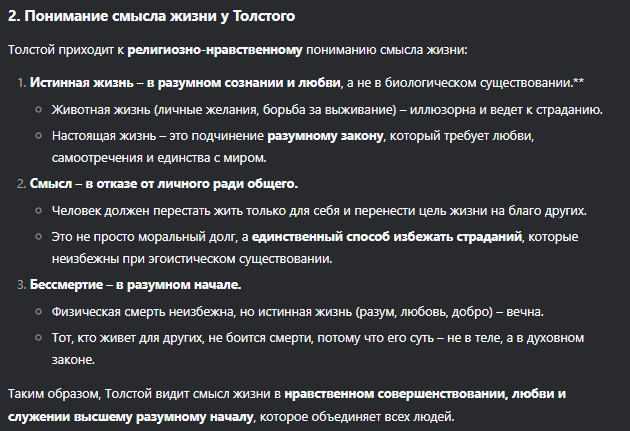 2. Понимание смысла жизни у Толстого
Толстой приходит к религиозно-нравственному пониманию смысла жизни:
1. Истинная жизнь – в разумном сознании и любви, а не в биологическом существовании.**
○ Животная жизнь (личные желания, борьба за выживание) – иллюзорна и ведет к страданию.
○ Настоящая жизнь – это подчинение разумному закону, который требует любви,
самоотречения и единства с миром.
2. Смысл – в отказе от личного ради общего.
○ Человек должен перестать жить только для себя и перенести цель жизни на благо других.
○ Это не просто моральный долг, а единственный способ избежать страданий, которые
неизбежны при эгоистическом существовании.
3. Бессмертие – в разумном начале.
○ Физическая смерть неизбежна, но истинная жизнь (разум, любовь, добро) – вечна.
○ Тот, кто живет для других, не боится смерти, потому что его суть – не в теле, а в духовном
законе.
Таким образом, Толстой видит смысл жизни в нравственном совершенствовании, любви и
служении высшему разумному началу, которое объединяет всех людей.